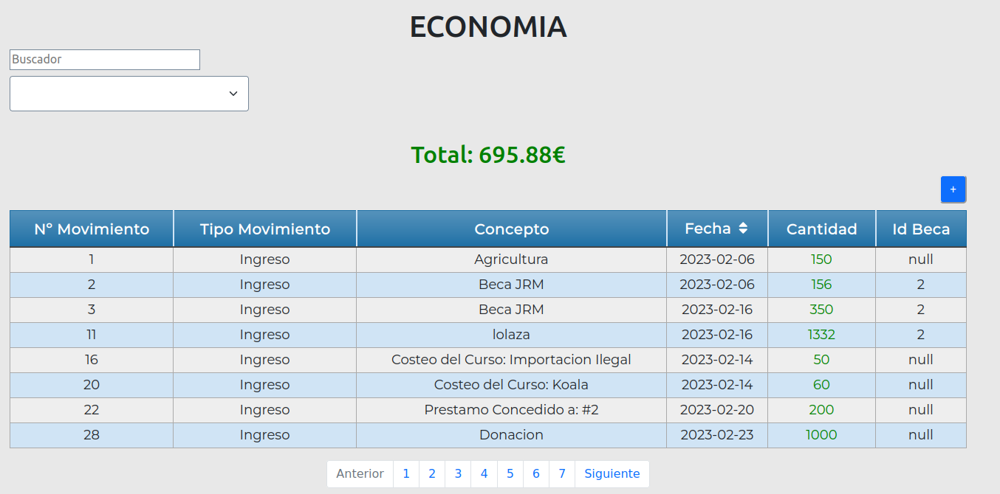 ECONOMIA
Buscador
Total: 695.88€
+
Nº Movimiento Tipo Movimiento Concepto Fecha Cantidad Id Beca
1 Ingreso Agricultura 2023-02-06 150 null
2 Ingreso Beca JRM 2023-02-06 156 2
3 Ingreso Beca JRM 2023-02-16 350 2
11 Ingreso lolaza 2023-02-16 1332 2
16 Ingreso Costeo del Curso: Importacion Ilegal 2023-02-14 50 null
20 Ingreso Costeo del Curso: Koala 2023-02-14 60 null
22 Ingreso Prestamo Concedido a: #2 2023-02-20 200 null
28 Ingreso Donacion 2023-02-23 1000 null
Anterior 1 2 3 4 5 6 7 Siguiente